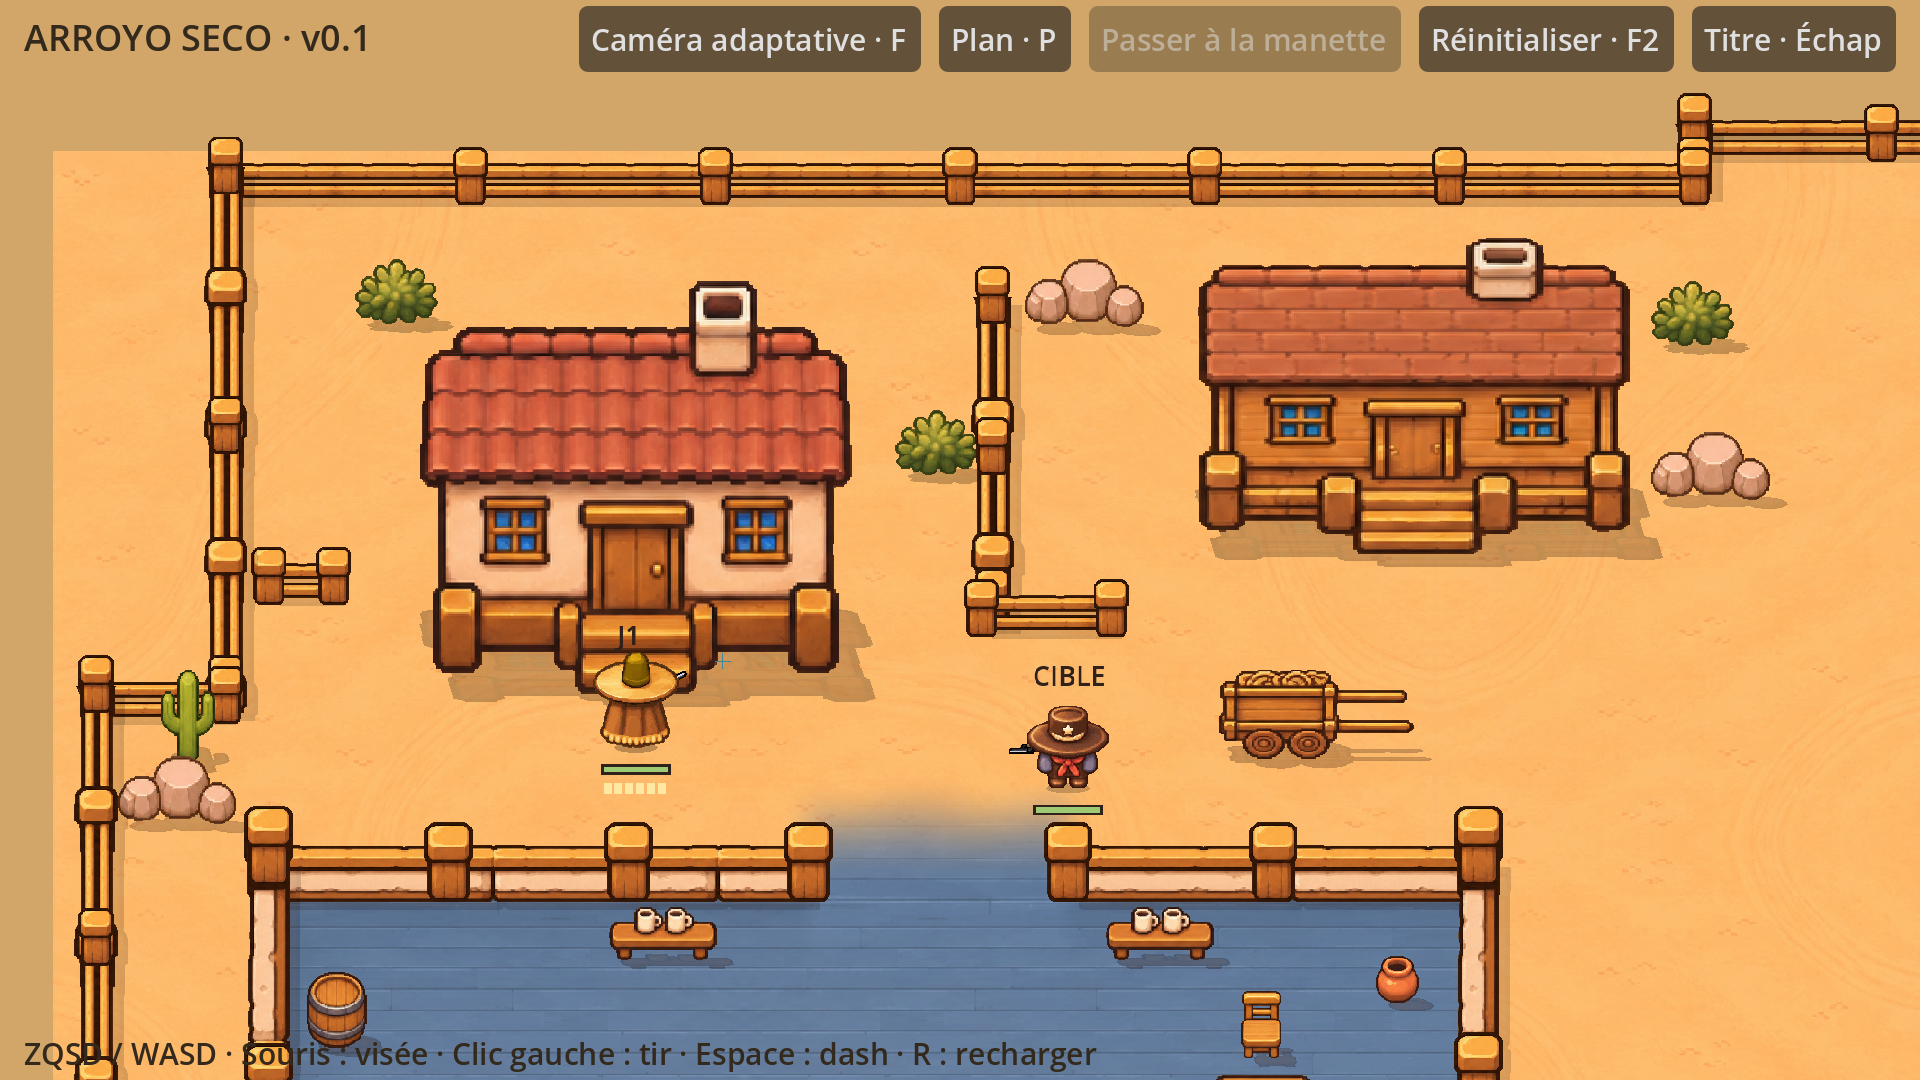 ARROYO SECO · v0.1
Caméra adaptative · F
Plan · P
Passer à la manette
Réinitialiser · F2
Titre · Échap
J1
CIBLE
ZQSD / WASD · Souris : visée · Clic gauche : tir · Espace : dash · R : recharger